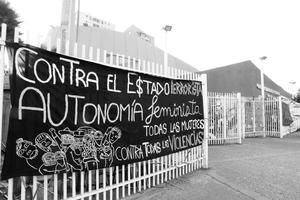 CONTRA EL E$TADO TERRORISTA
AUTONOMÍA feminista
TODAS LAS MUJERES
CONTRA TODAS LAS VIOLENCIAS